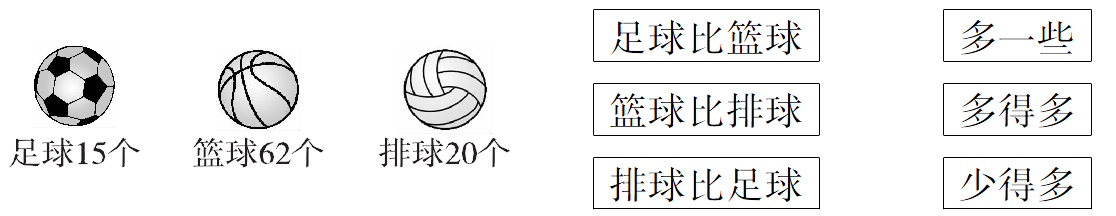 足球15个 篮球62个 排球20个
足球比篮球 多一些
篮球比排球 多得多
排球比足球 少得多